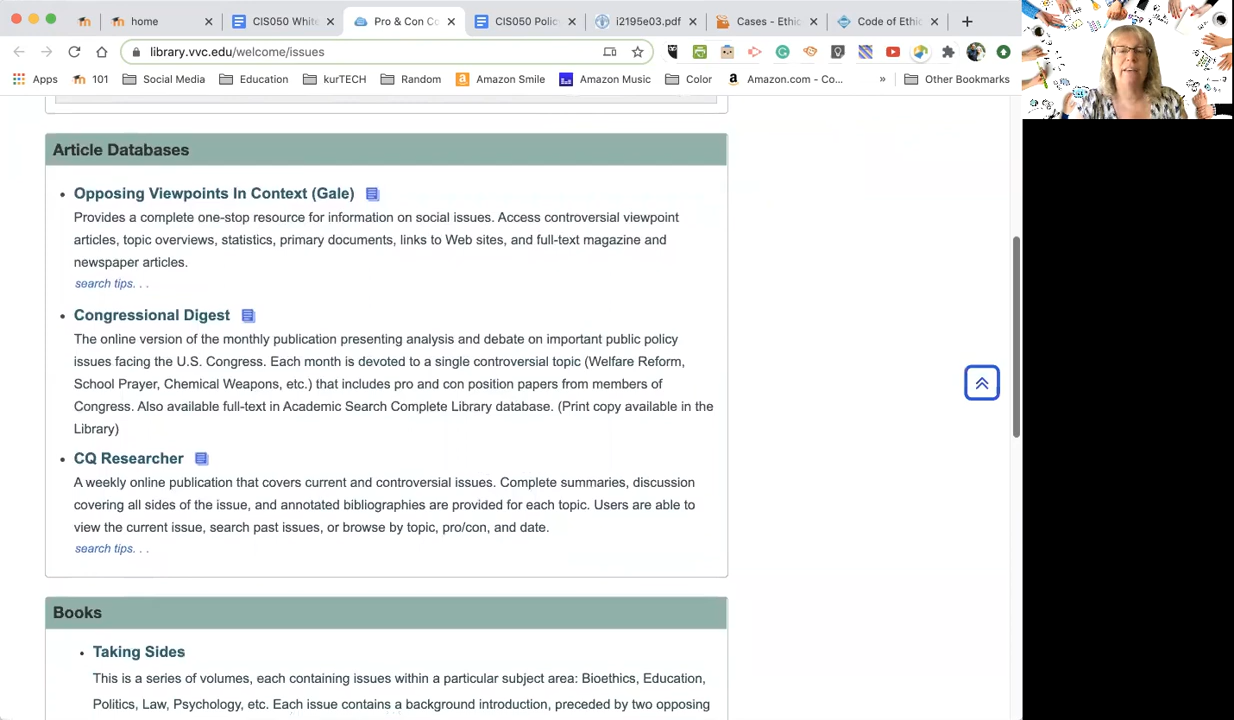 home
CIS050 White
Pro & Con Co
CIS050 Polic
i2195e03.pdf
Cases - Ethic
Code of Ethic
library.vvc.edu/welcome/issues
Apps
101
Social Media
Education
kurTECH
Random
Amazon Smile
Amazon Music
Color
Amazon.com - Co...
»
Other Bookmarks
Article Databases
Opposing Viewpoints In Context (Gale)
Provides a complete one-stop resource for information on social issues. Access controversial viewpoint
articles, topic overviews, statistics, primary documents, links to Web sites, and full-text magazine and
newspaper articles.
search tips. . .
Congressional Digest
The online version of the monthly publication presenting analysis and debate on important public policy
issues facing the U.S. Congress. Each month is devoted to a single controversial topic (Welfare Reform,
School Prayer, Chemical Weapons, etc.) that includes pro and con position papers from members of
Congress. Also available full-text in Academic Search Complete Library database. (Print copy available in the
Library)
CQ Researcher
A weekly online publication that covers current and controversial issues. Complete summaries, discussion
covering all sides of the issue, and annotated bibliographies are provided for each topic. Users are able to
view the current issue, search past issues, or browse by topic, pro/con, and date.
search tips. . .
Books
Taking Sides
This is a series of volumes, each containing issues within a particular subject area: Bioethics, Education,
Politics, Law, Psychology, etc. Each issue contains a background introduction, preceded by two opposing